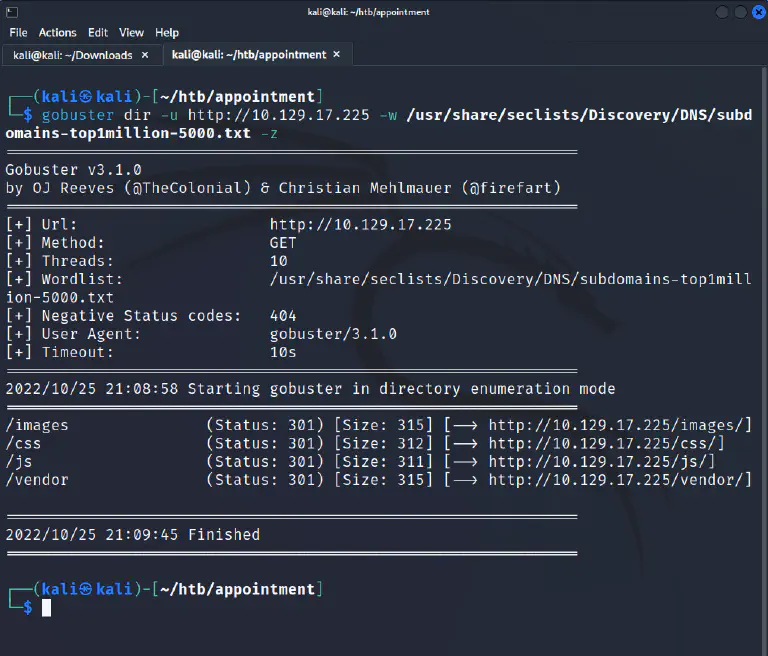 kali@kali: ~/htb/appointment
File Actions Edit View Help
kali@kali: ~/Downloads × kali@kali: ~/htb/appointment ×
┌──(kali㉿kali)-[~/htb/appointment]
└─$ gobuster dir -u http://10.129.17.225 -w /usr/share/seclists/Discovery/DNS/subd
omains-top1million-5000.txt -z
===============================================================
Gobuster v3.1.0
by OJ Reeves (@TheColonial) & Christian Mehlmauer (@firefart)
===============================================================
[+] Url:                     http://10.129.17.225
[+] Method:                  GET
[+] Threads:                 10
[+] Wordlist:                /usr/share/seclists/Discovery/DNS/subdomains-top1mill
ion-5000.txt
[+] Negative Status codes:   404
[+] User Agent:              gobuster/3.1.0
[+] Timeout:                 10s
===============================================================
2022/10/25 21:08:58 Starting gobuster in directory enumeration mode
===============================================================
/images               (Status: 301) [Size: 315] [--> http://10.129.17.225/images/]
/css                  (Status: 301) [Size: 312] [--> http://10.129.17.225/css/]
/js                   (Status: 301) [Size: 311] [--> http://10.129.17.225/js/]
/vendor               (Status: 301) [Size: 315] [--> http://10.129.17.225/vendor/]
===============================================================
2022/10/25 21:09:45 Finished
===============================================================
┌──(kali㉿kali)-[~/htb/appointment]
└─$